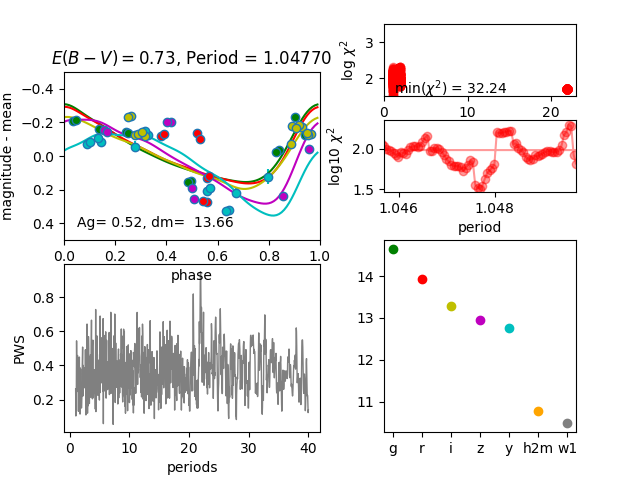 E(B − V) = 0.73, Period = 1.04770
magnitude - mean
−0.4
−0.2
0.0
0.2
0.4
Ag= 0.52, dm=  13.66
0.0 0.2 0.4 0.6 0.8 1.0
phase
log χ²
3
2
min(χ²) = 32.24
0 10 20
log10 χ²
2.0
1.5
1.046 1.048
period
PWS
0.8
0.6
0.4
0.2
0 10 20 30 40
periods
14
13
12
11
g r i z y h2m w1